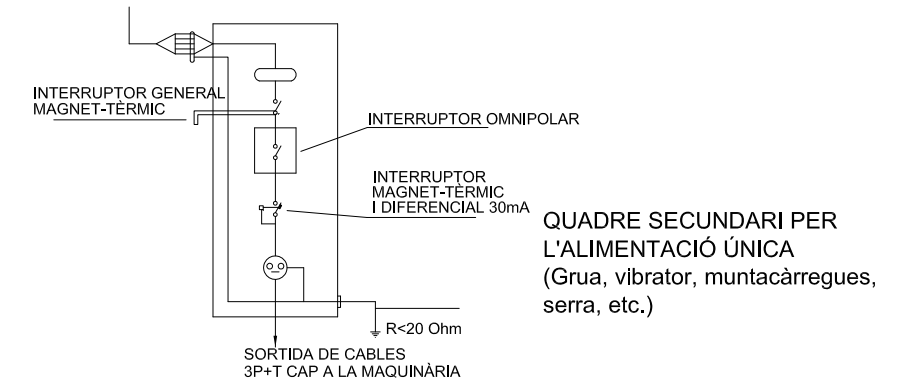 INTERRUPTOR GENERAL
MAGNET-TÈRMIC
INTERRUPTOR OMNIPOLAR
INTERRUPTOR
MAGNET-TÈRMIC
I DIFERENCIAL 30mA
QUADRE SECUNDARI PER
L'ALIMENTACIÓ ÚNICA
(Grua, vibrator, muntacàrregues,
serra, etc.)
R<20 Ohm
SORTIDA DE CABLES
3P+T CAP A LA MAQUINÀRIA